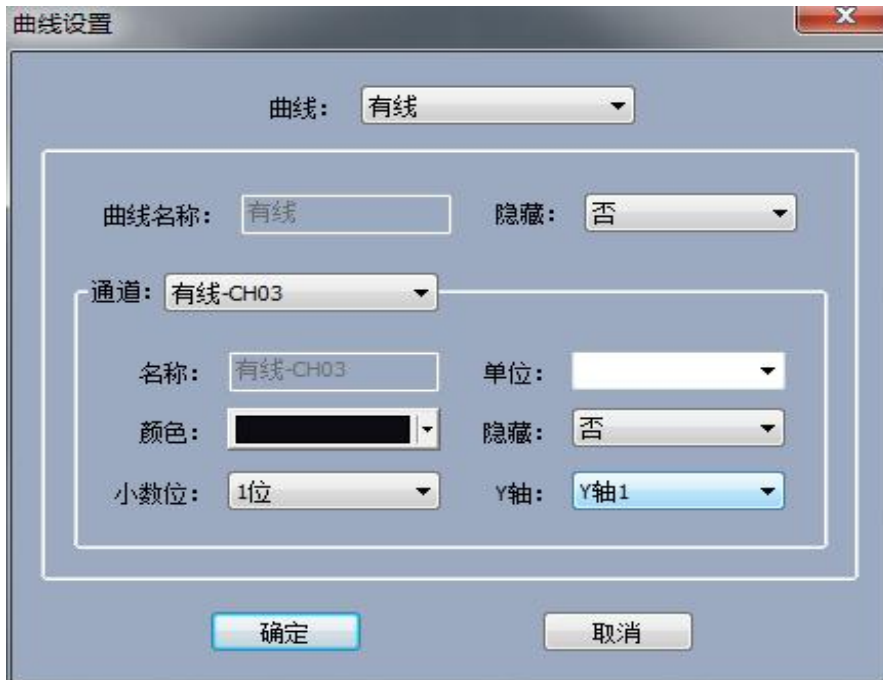 曲线设置
曲线： 有线
曲线名称： 有线 隐藏： 否
通道： 有线-CH03
名称： 有线-CH03 单位：
颜色： 隐藏： 否
小数位： 1位 Y轴： Y轴1
确定 取消